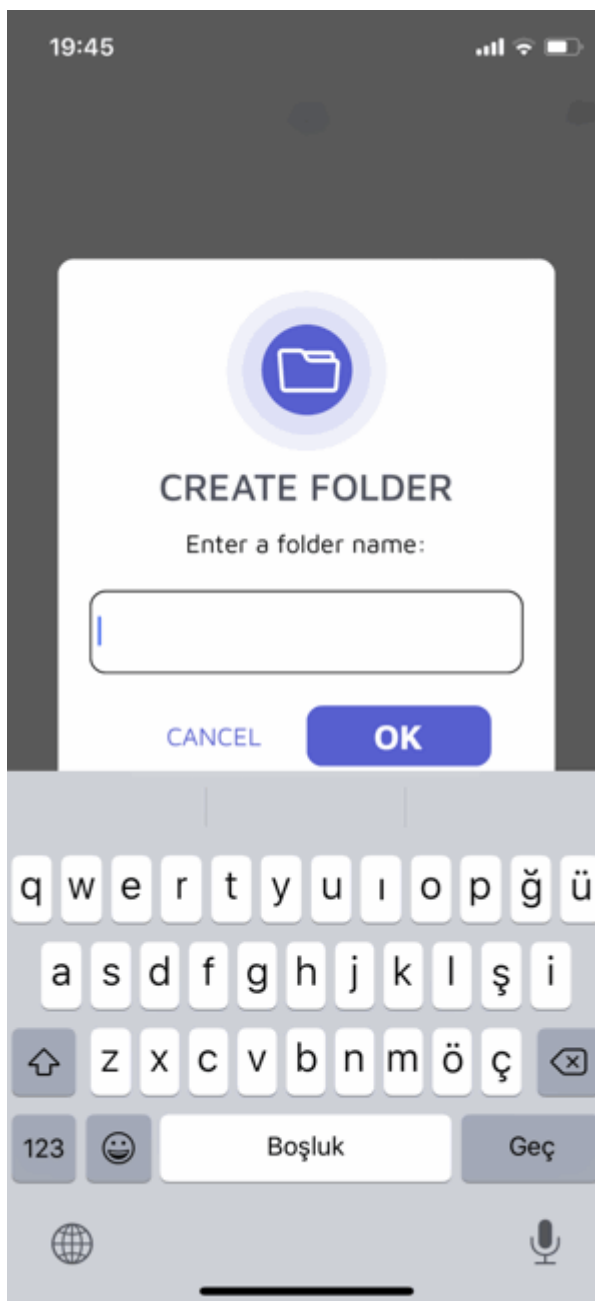 19:45
CREATE FOLDER
Enter a folder name:
CANCEL OK
q w e r t y u ı o p ğ ü
a s d f g h j k l ş i
z x c v b n m ö ç
123 Boşluk Geç